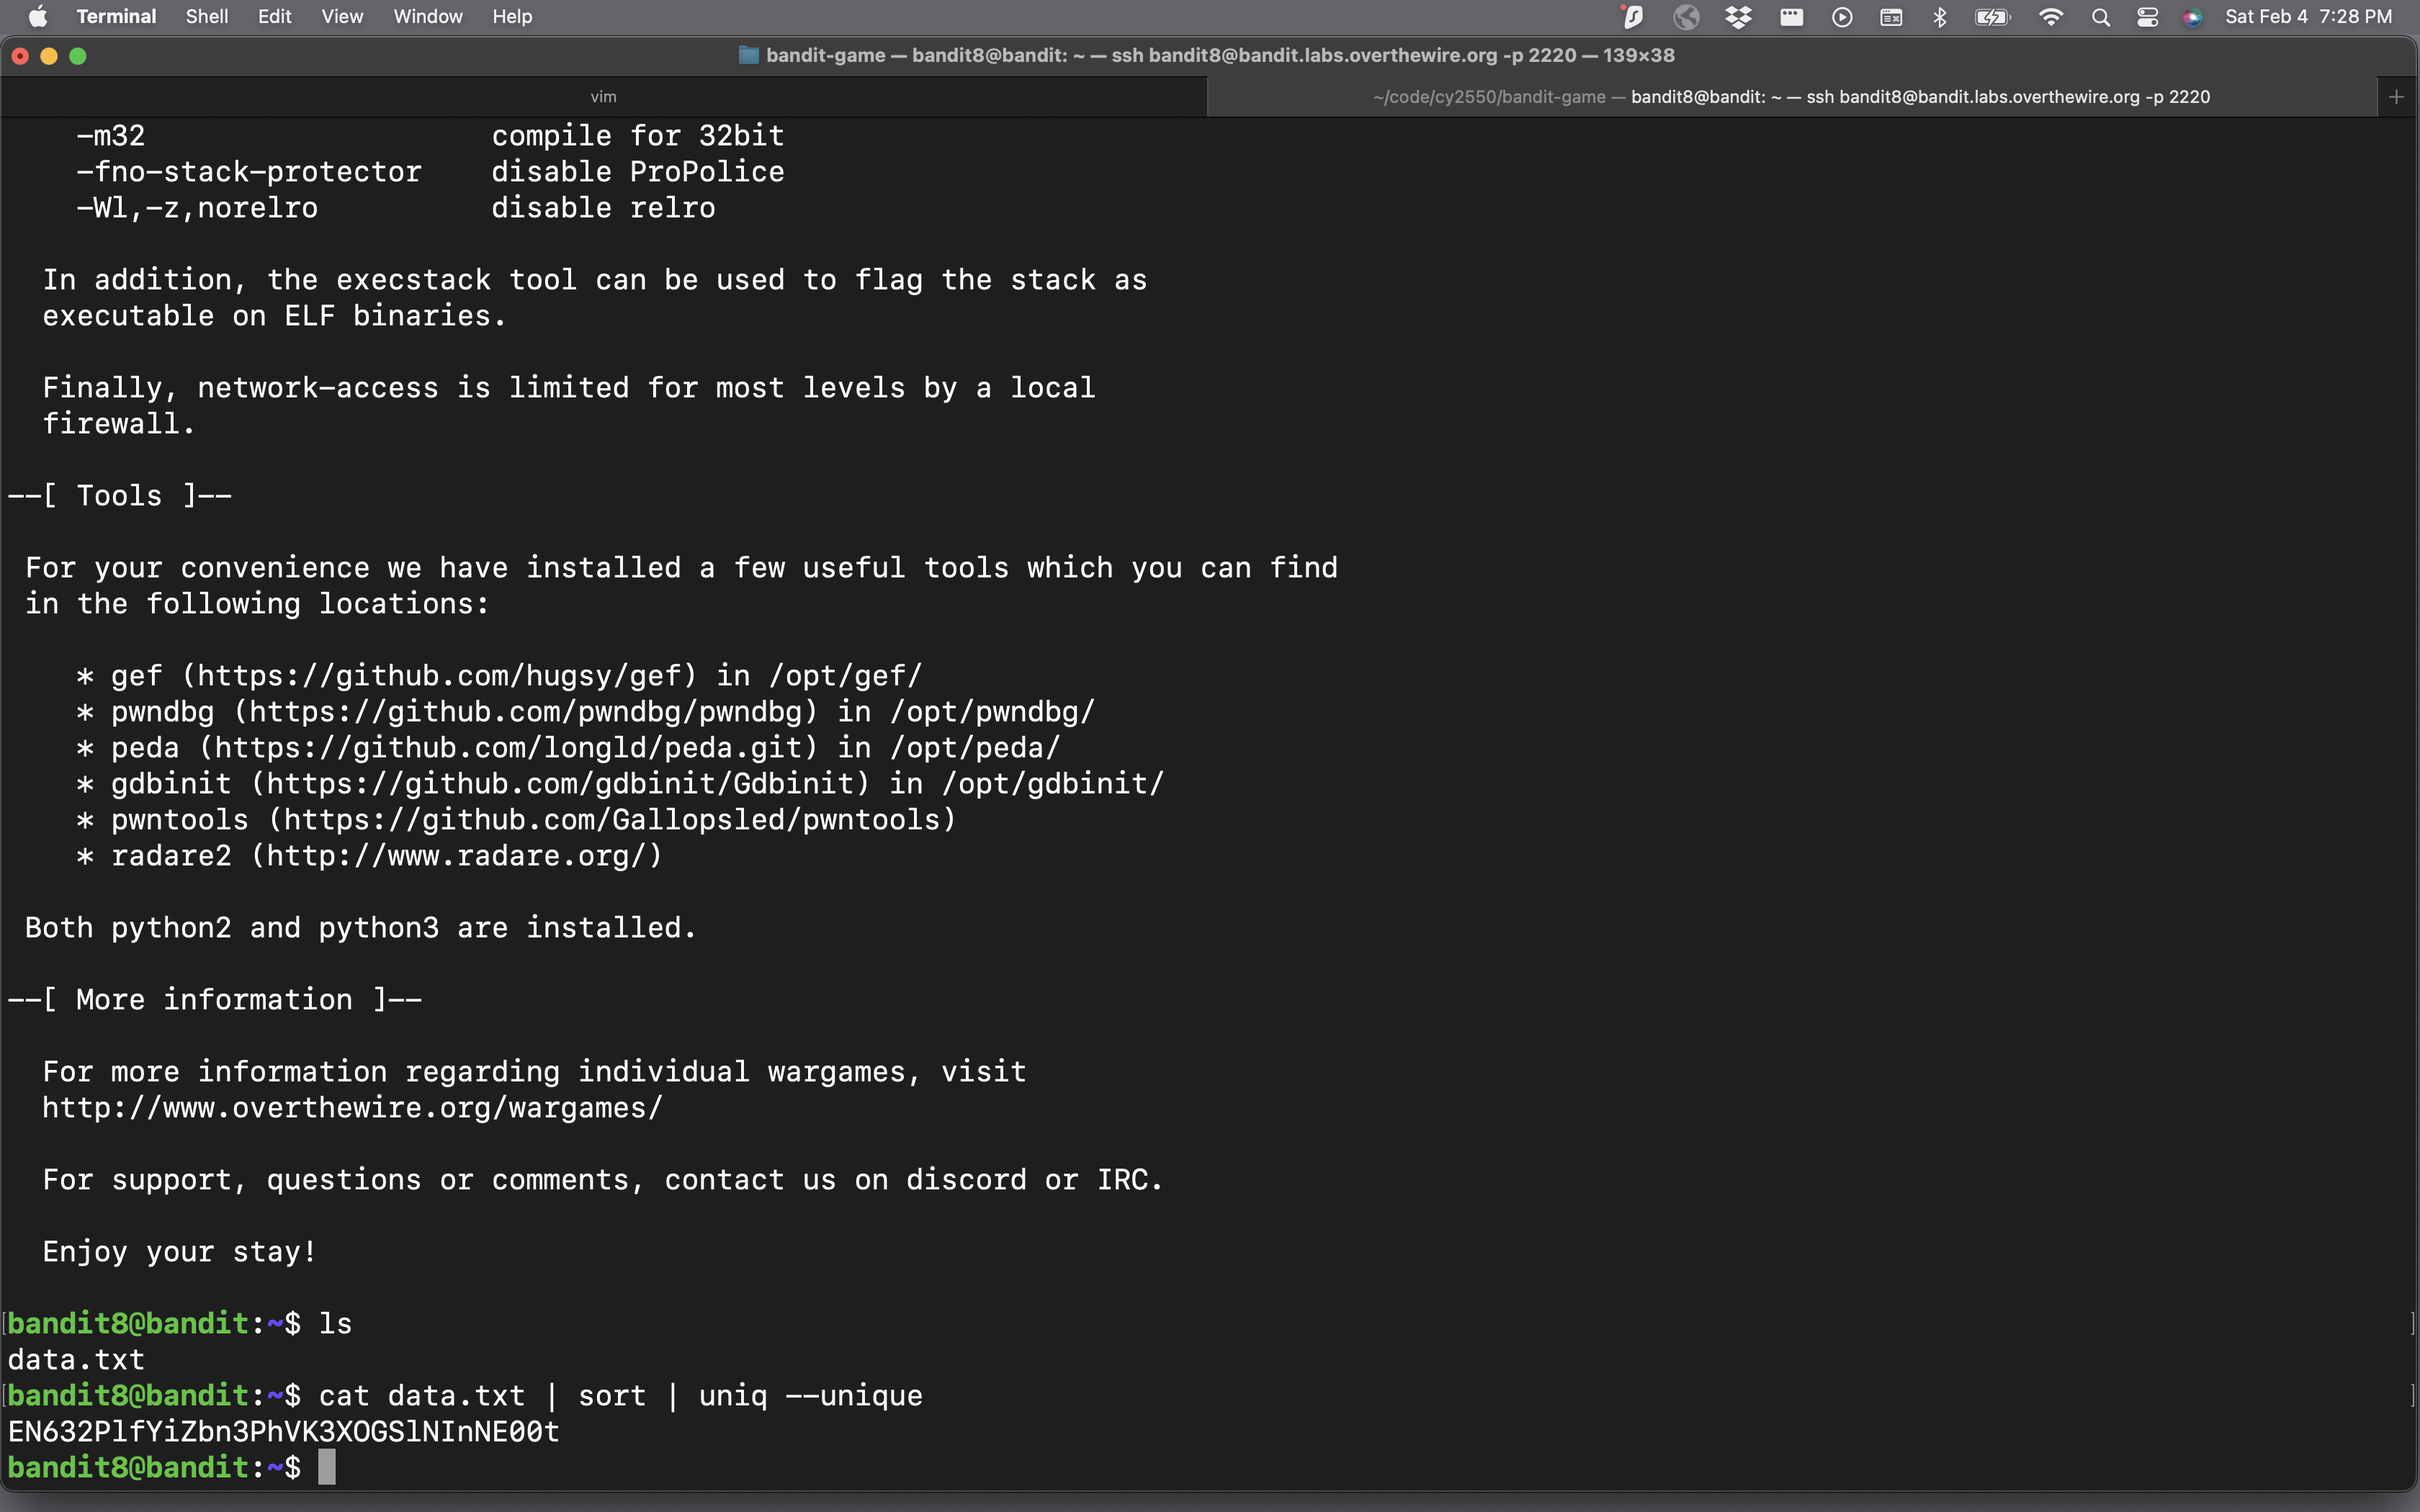 Terminal Shell Edit View Window Help Sat Feb 4 7:28 PM
bandit-game — bandit8@bandit: ~ — ssh bandit8@bandit.labs.overthewire.org -p 2220 — 139×38
vim ~/code/cy2550/bandit-game — bandit8@bandit: ~ — ssh bandit8@bandit.labs.overthewire.org -p 2220
-m32 compile for 32bit
-fno-stack-protector disable ProPolice
-Wl,-z,norelro disable relro
In addition, the execstack tool can be used to flag the stack as
executable on ELF binaries.
Finally, network-access is limited for most levels by a local
firewall.
--[ Tools ]--
For your convenience we have installed a few useful tools which you can find
in the following locations:
* gef (https://github.com/hugsy/gef) in /opt/gef/
* pwndbg (https://github.com/pwndbg/pwndbg) in /opt/pwndbg/
* peda (https://github.com/longld/peda.git) in /opt/peda/
* gdbinit (https://github.com/gdbinit/Gdbinit) in /opt/gdbinit/
* pwntools (https://github.com/Gallopsled/pwntools)
* radare2 (http://www.radare.org/)
Both python2 and python3 are installed.
--[ More information ]--
For more information regarding individual wargames, visit
http://www.overthewire.org/wargames/
For support, questions or comments, contact us on discord or IRC.
Enjoy your stay!
[bandit8@bandit:~$ ls ]
data.txt
[bandit8@bandit:~$ cat data.txt | sort | uniq --unique ]
EN632PlfYiZbn3PhVK3XOGSlNInNE00t
bandit8@bandit:~$